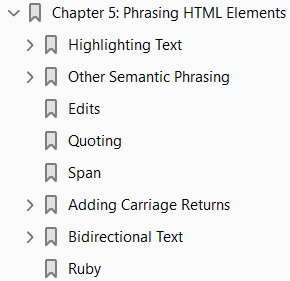 Chapter 5: Phrasing HTML Elements
Highlighting Text
Other Semantic Phrasing
Edits
Quoting
Span
Adding Carriage Returns
Bidirectional Text
Ruby